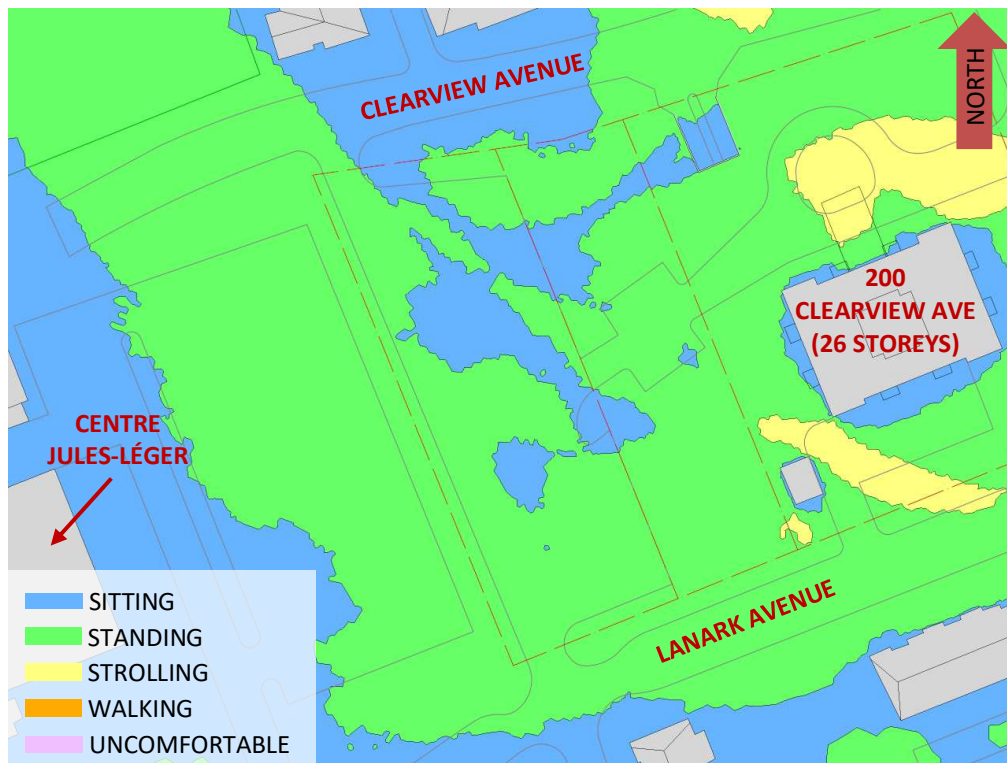 CLEARVIEW AVENUE
NORTH
200
CLEARVIEW AVE
(26 STOREYS)
CENTRE
JULES-LÉGER
LANARK AVENUE
SITTING
STANDING
STROLLING
WALKING
UNCOMFORTABLE